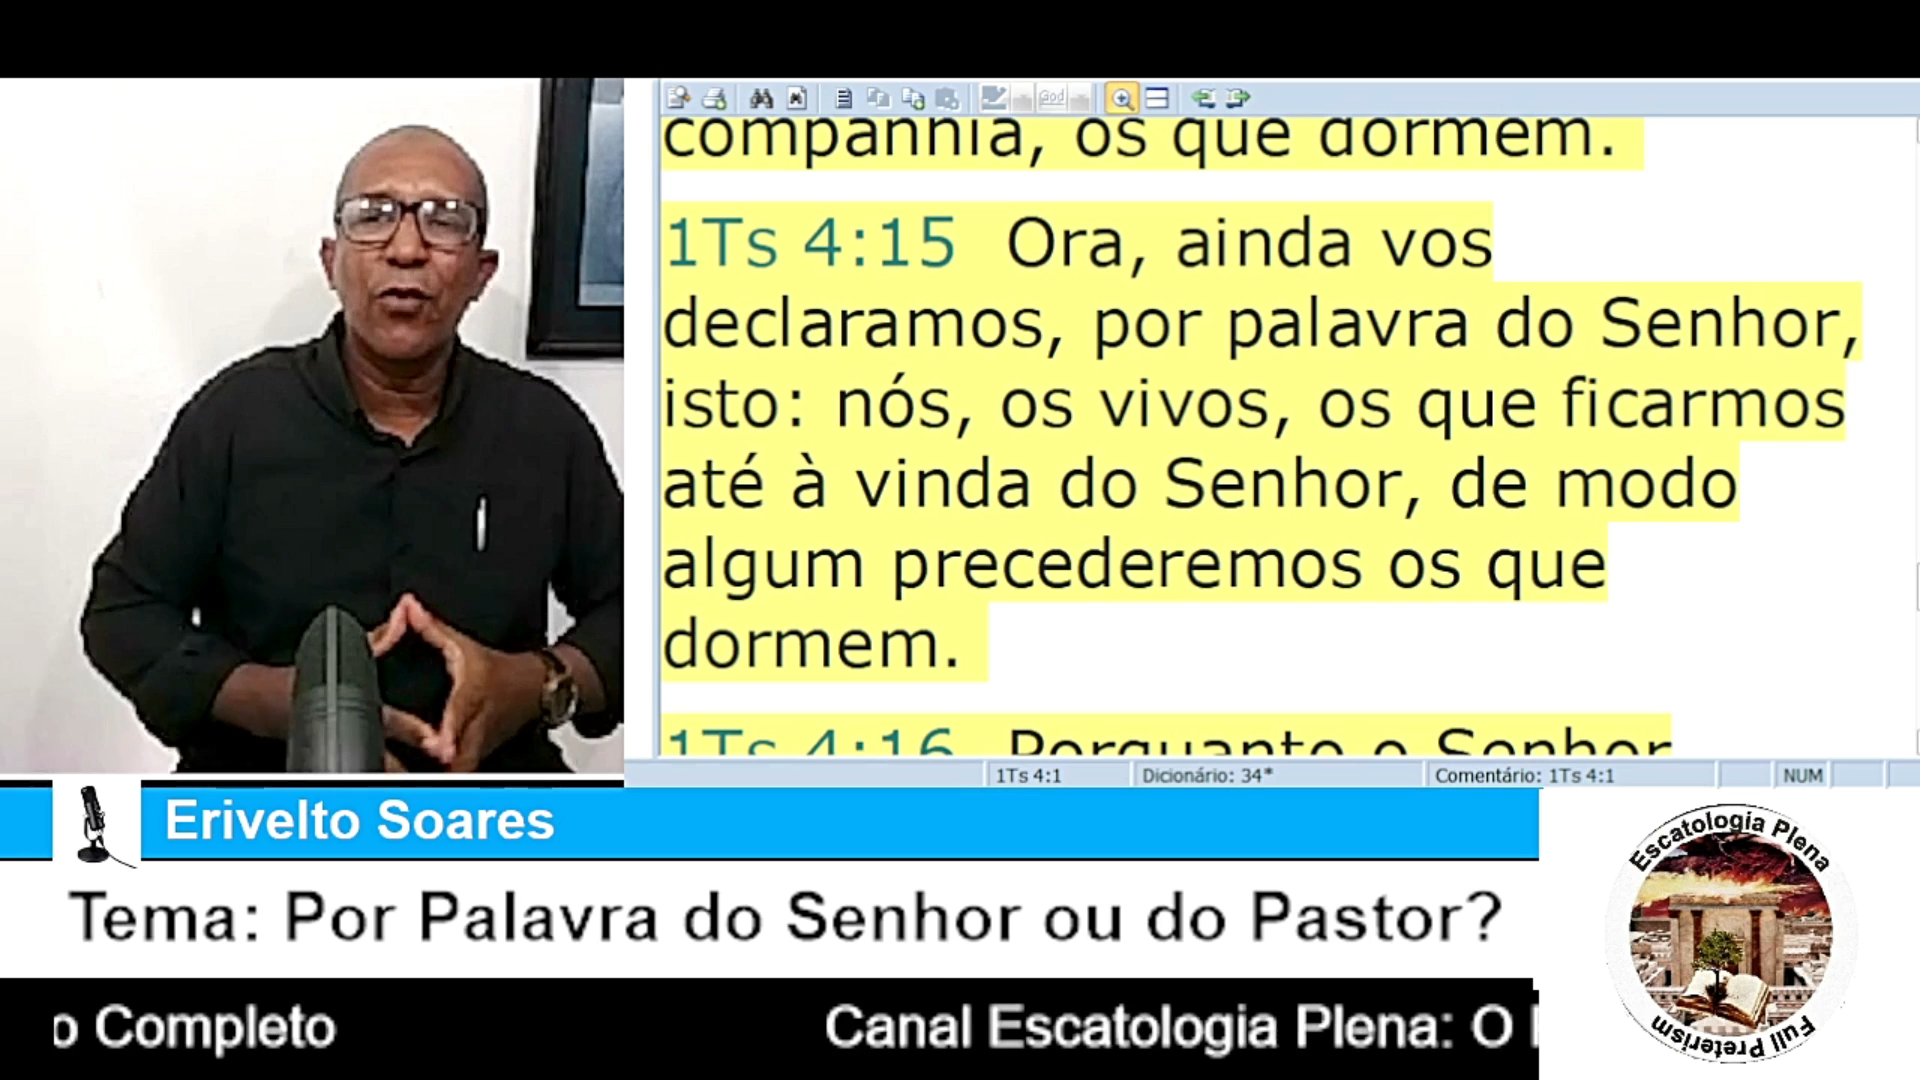 God
companhia, os que dormem.
1Ts 4:15 Ora, ainda vos
declaramos, por palavra do Senhor,
isto: nós, os vivos, os que ficarmos
até à vinda do Senhor, de modo
algum precederemos os que
dormem.
1Ts 4:16 Porquanto o Senhor
1Ts 4:1 Dicionário: 34* Comentário: 1Ts 4:1 NUM
Erivelto Soares
Tema: Por Palavra do Senhor ou do Pastor?
o Completo Canal Escatologia Plena: O
Escatologia Plena
Full Preterism